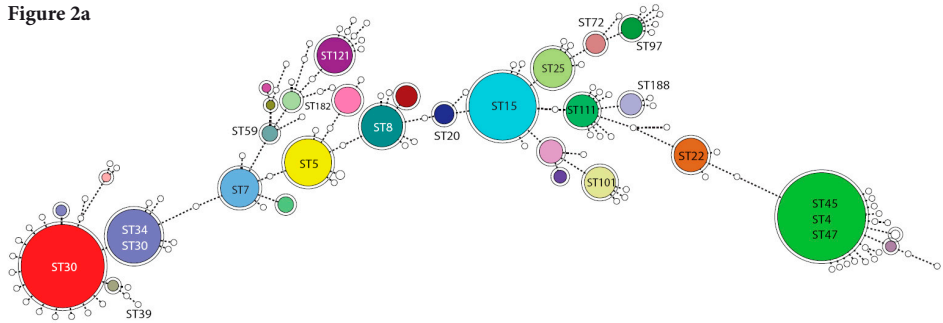 Figure 2a
ST72
ST97
ST121
ST25
ST182
ST188
ST15
ST111
ST59
ST8
ST20
ST5
ST22
ST7
ST101
ST34
ST30
ST45
ST4
ST47
ST30
ST39